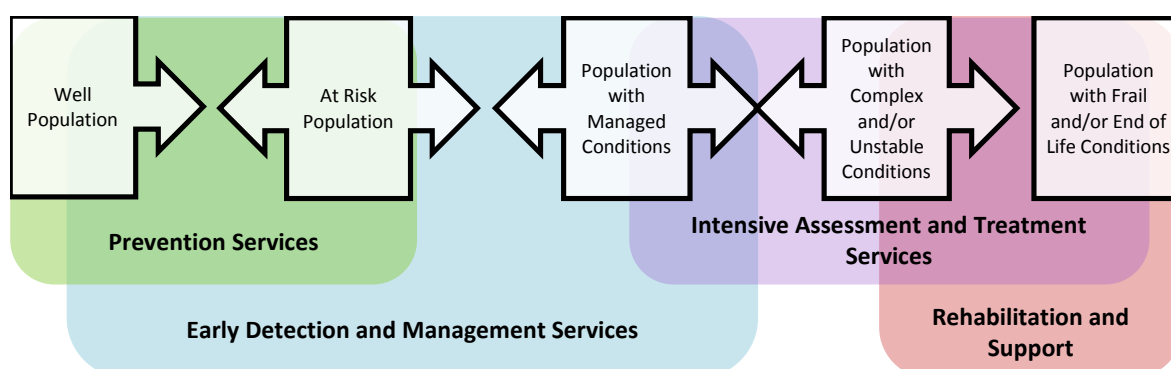 Well
Population
At Risk
Population
Population
with
Managed
Conditions
Population
with
Complex
and/or
Unstable
Conditions
Population
with Frail
and/or End of
Life Conditions
Prevention Services
Early Detection and Management Services
Intensive Assessment and Treatment
Services
Rehabilitation and
Support